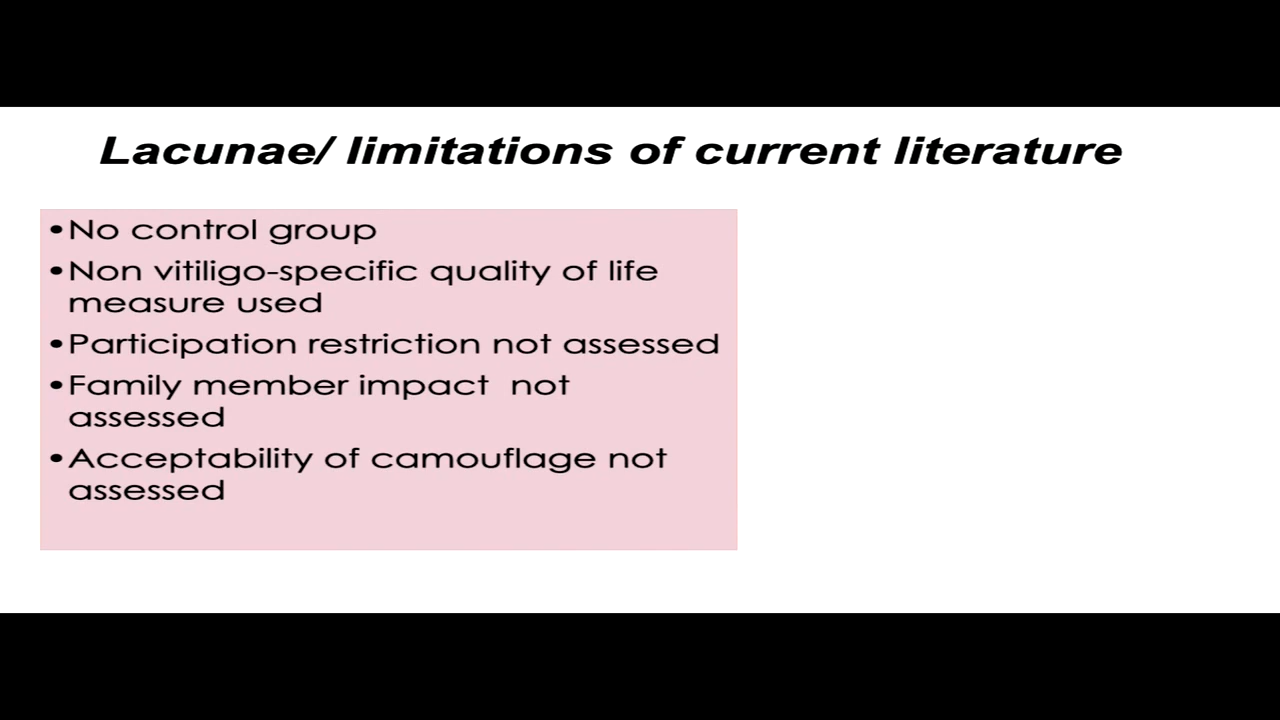 Lacunae/ limitations of current literature
•No control group
•Non vitiligo-specific quality of life
measure used
•Participation restriction not assessed
•Family member impact  not
assessed
•Acceptability of camouflage not
assessed